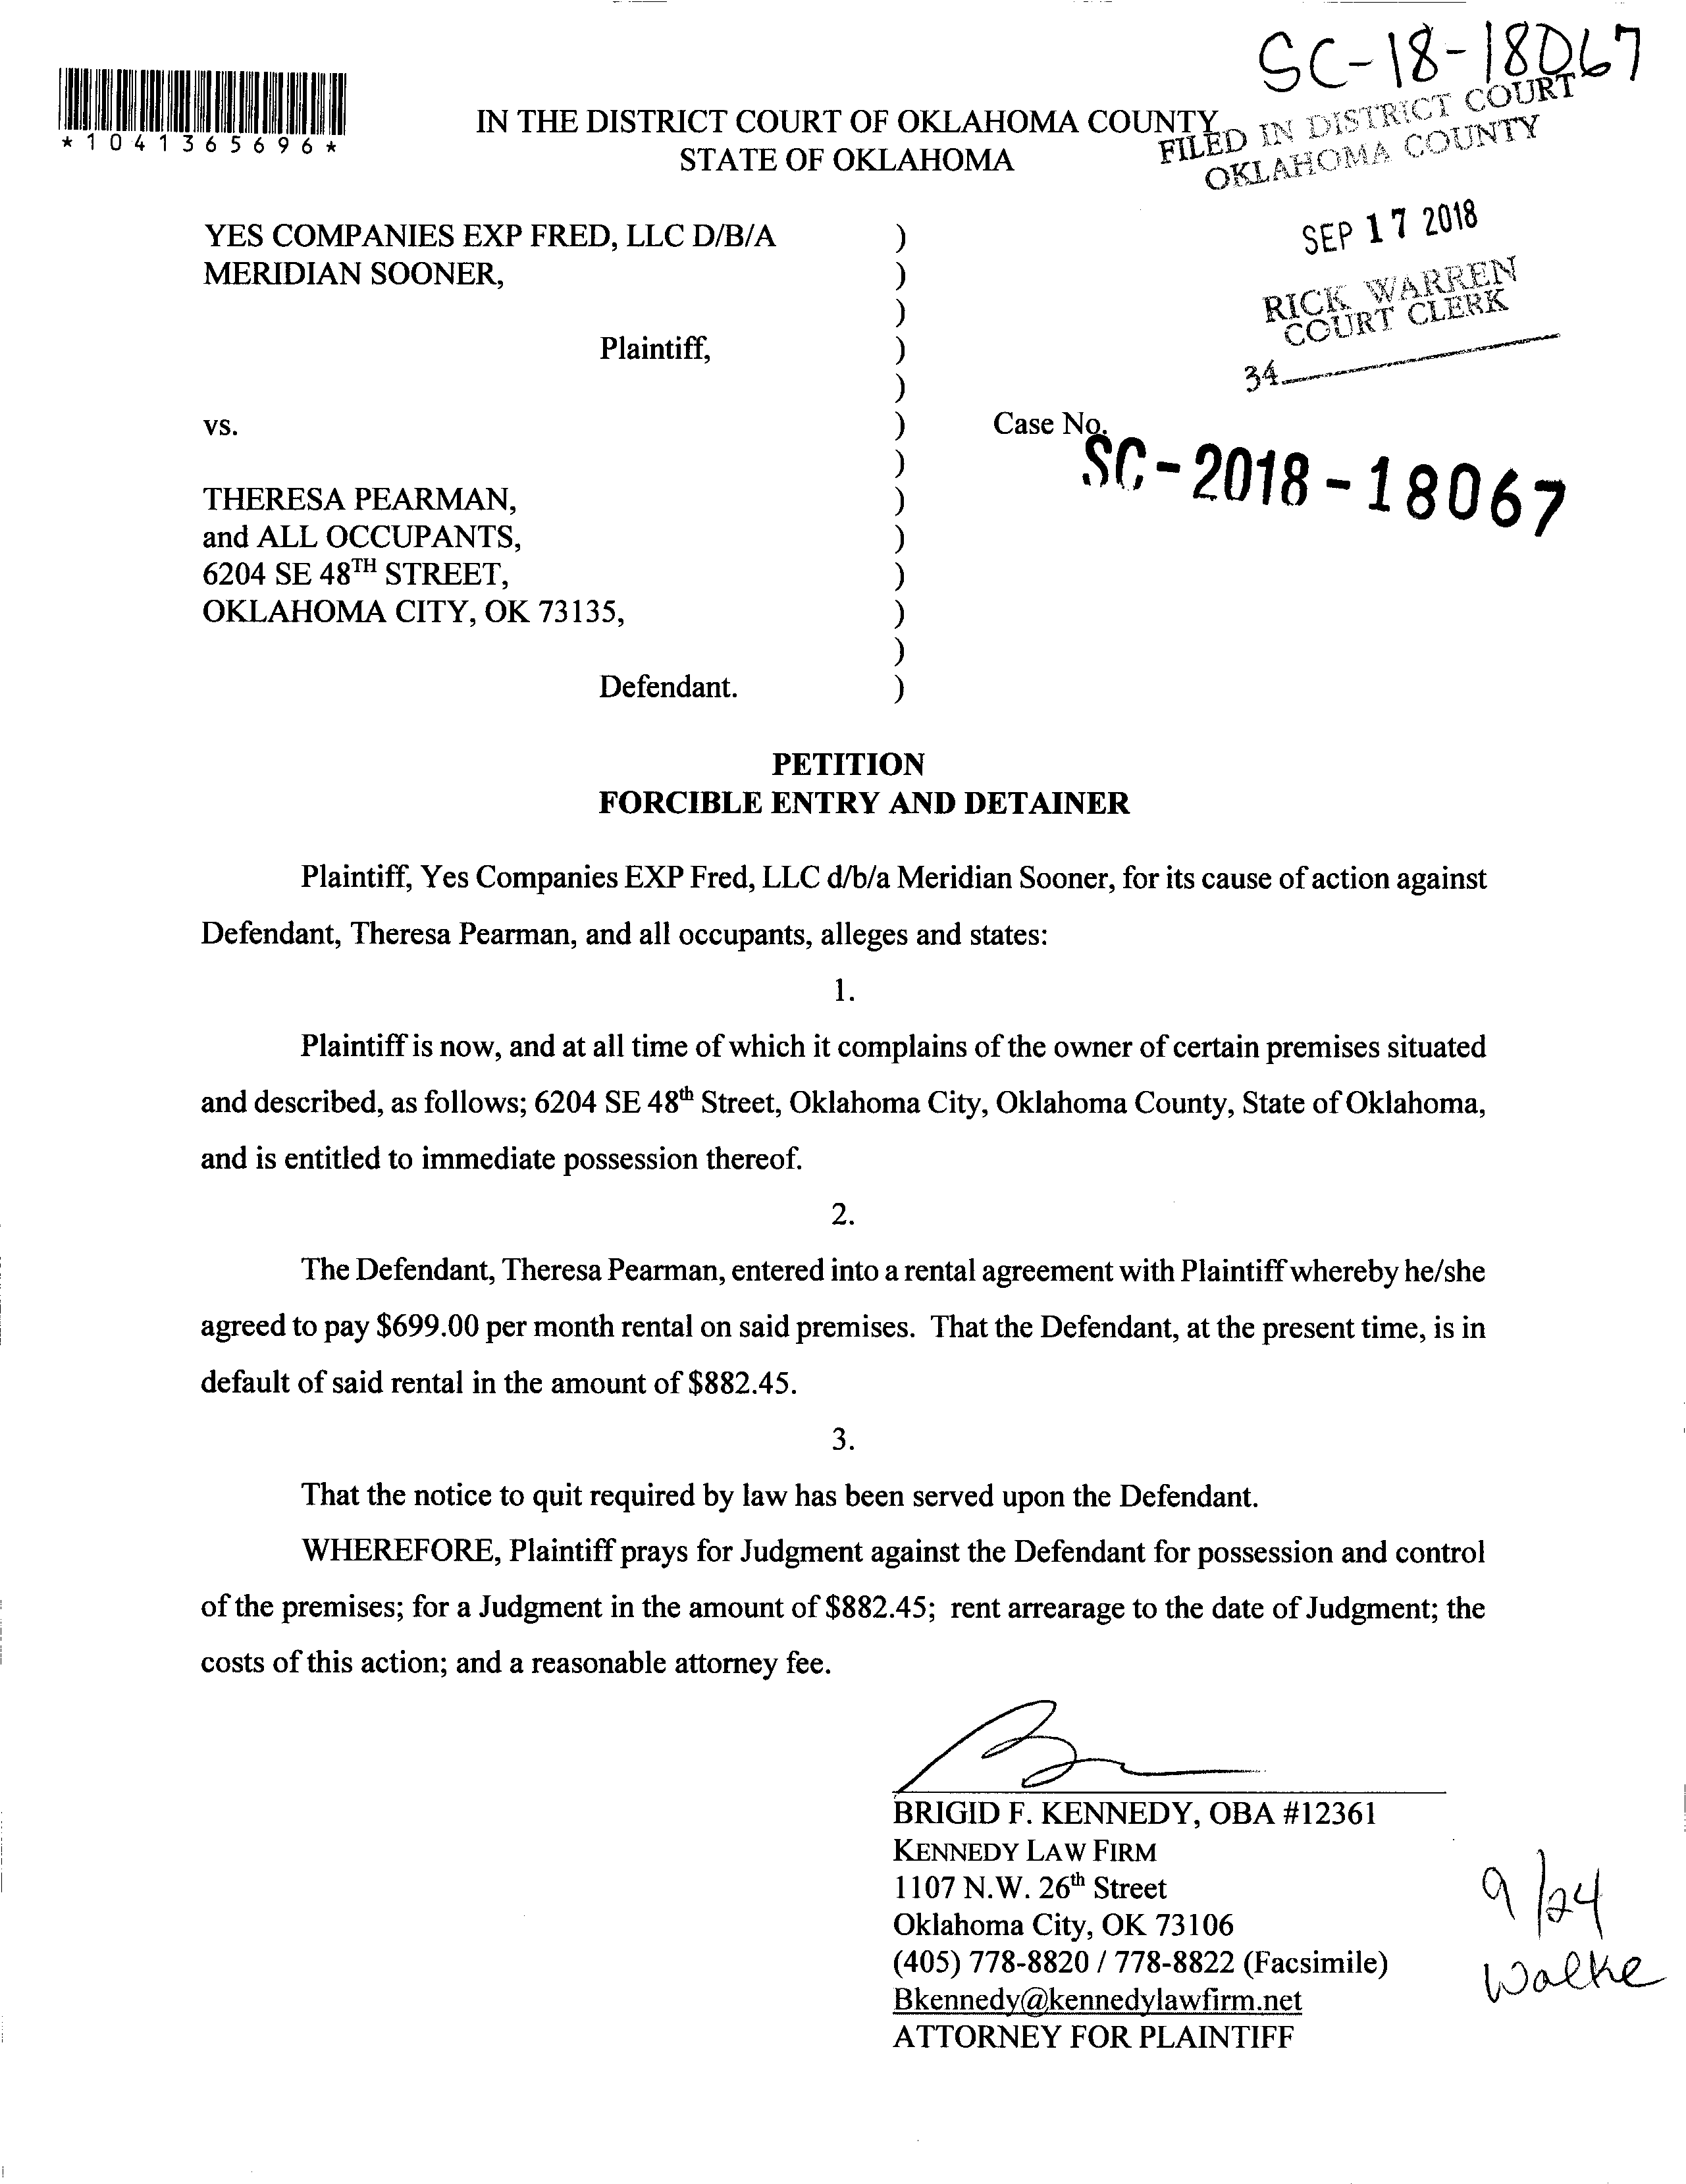 SC-18-18067
*1041365696*
IN THE DISTRICT COURT OF OKLAHOMA COUNTY
STATE OF OKLAHOMA
FILED IN DISTRICT COURT
OKLAHOMA COUNTY
SEP 17 2018
RICK WARREN
COURT CLERK
34
YES COMPANIES EXP FRED, LLC D/B/A )
MERIDIAN SOONER, )
)
Plaintiff, )
)
vs. ) Case No. SC-2018-18067
)
THERESA PEARMAN, )
and ALL OCCUPANTS, )
6204 SE 48TH STREET, )
OKLAHOMA CITY, OK 73135, )
)
Defendant. )
PETITION
FORCIBLE ENTRY AND DETAINER
Plaintiff, Yes Companies EXP Fred, LLC d/b/a Meridian Sooner, for its cause of action against
Defendant, Theresa Pearman, and all occupants, alleges and states:
1.
Plaintiff is now, and at all time of which it complains of the owner of certain premises situated
and described, as follows; 6204 SE 48th Street, Oklahoma City, Oklahoma County, State of Oklahoma,
and is entitled to immediate possession thereof.
2.
The Defendant, Theresa Pearman, entered into a rental agreement with Plaintiff whereby he/she
agreed to pay $699.00 per month rental on said premises. That the Defendant, at the present time, is in
default of said rental in the amount of $882.45.
3.
That the notice to quit required by law has been served upon the Defendant.
WHEREFORE, Plaintiff prays for Judgment against the Defendant for possession and control
of the premises; for a Judgment in the amount of $882.45; rent arrearage to the date of Judgment; the
costs of this action; and a reasonable attorney fee.
BRIGID F. KENNEDY, OBA #12361
KENNEDY LAW FIRM
1107 N.W. 26th Street
Oklahoma City, OK 73106
(405) 778-8820 / 778-8822 (Facsimile)
Bkennedy@kennedylawfirm.net
ATTORNEY FOR PLAINTIFF
9/24
Walke